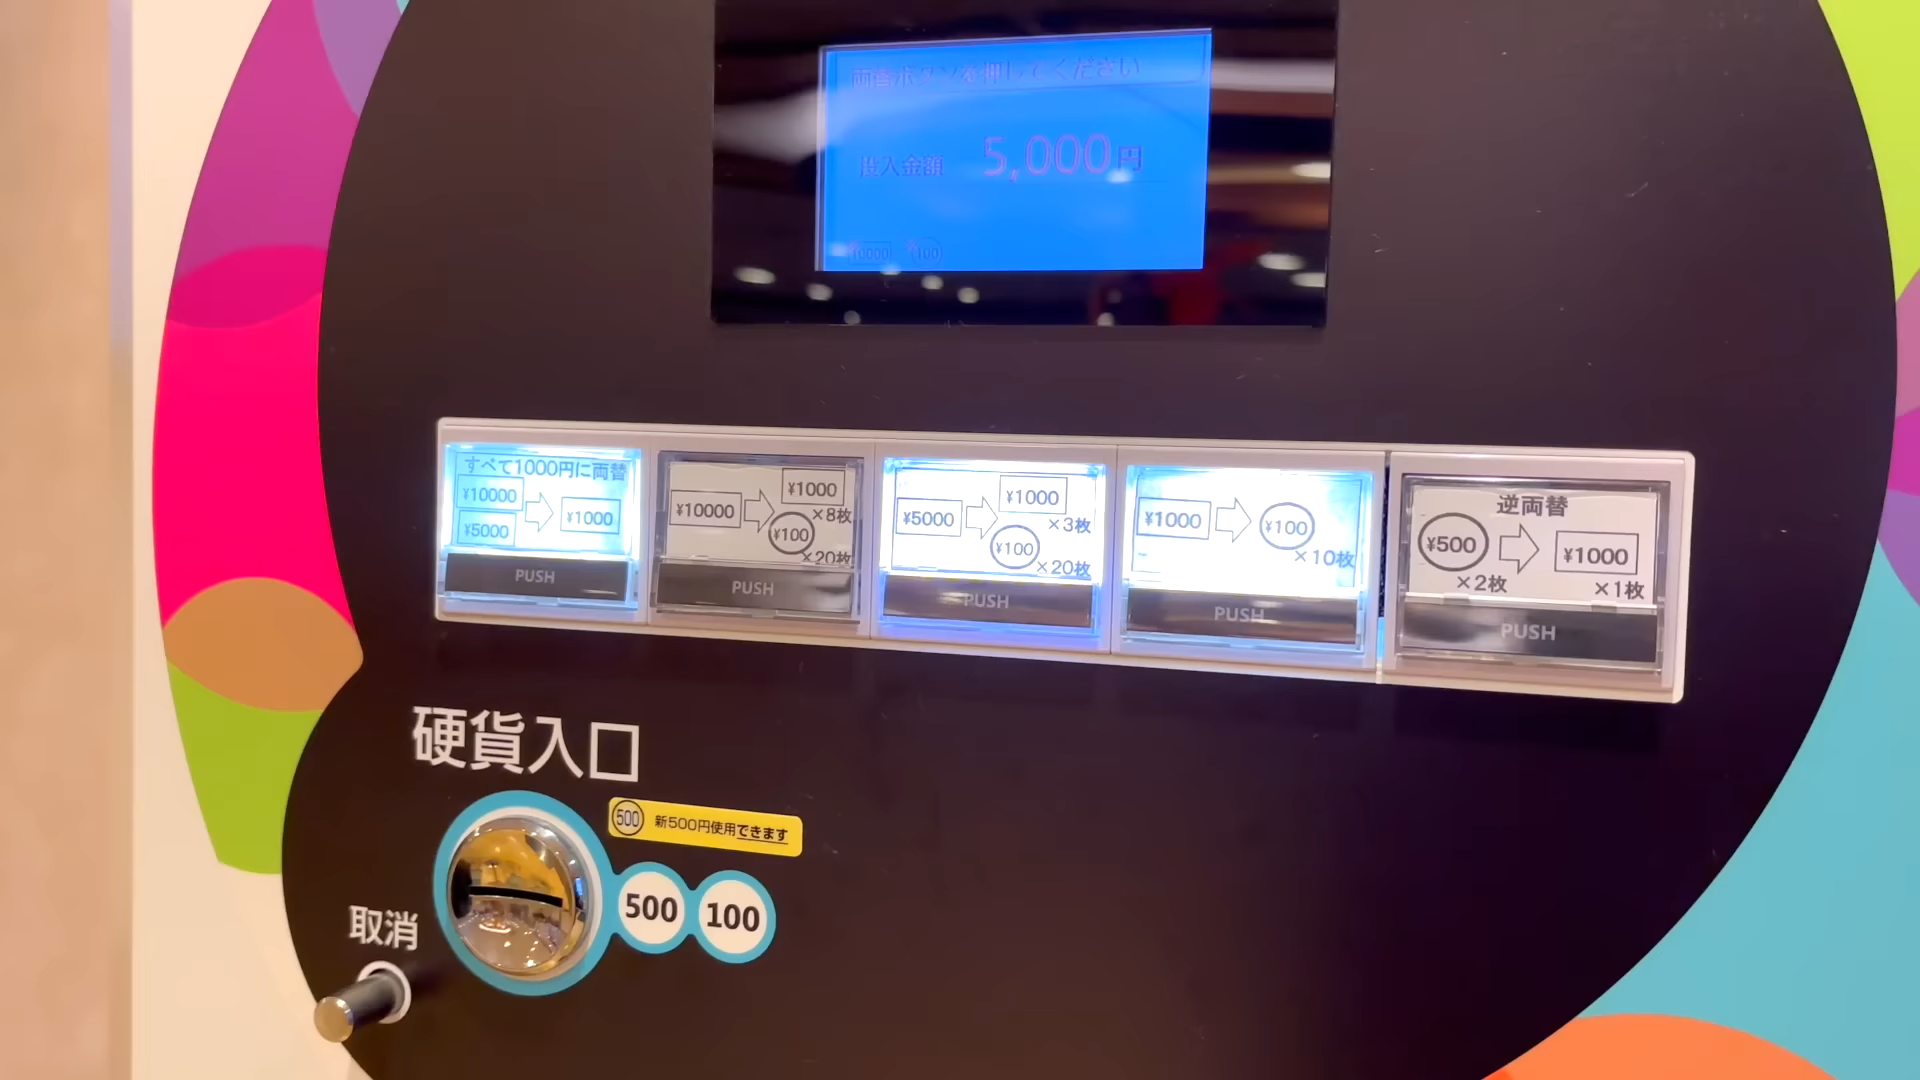 両替ボタンを押してください
投入金額 5,000円
10000 100
すべて1000円に両替
¥10000
¥5000
¥1000
PUSH
¥10000
¥1000
×8枚
¥100
×20枚
PUSH
¥5000
¥1000
×3枚
¥100
×20枚
PUSH
¥1000
¥100
×10枚
PUSH
逆両替
¥500
×2枚
¥1000
×1枚
PUSH
硬貨入口
500 新500円使用できます
500 100
取消